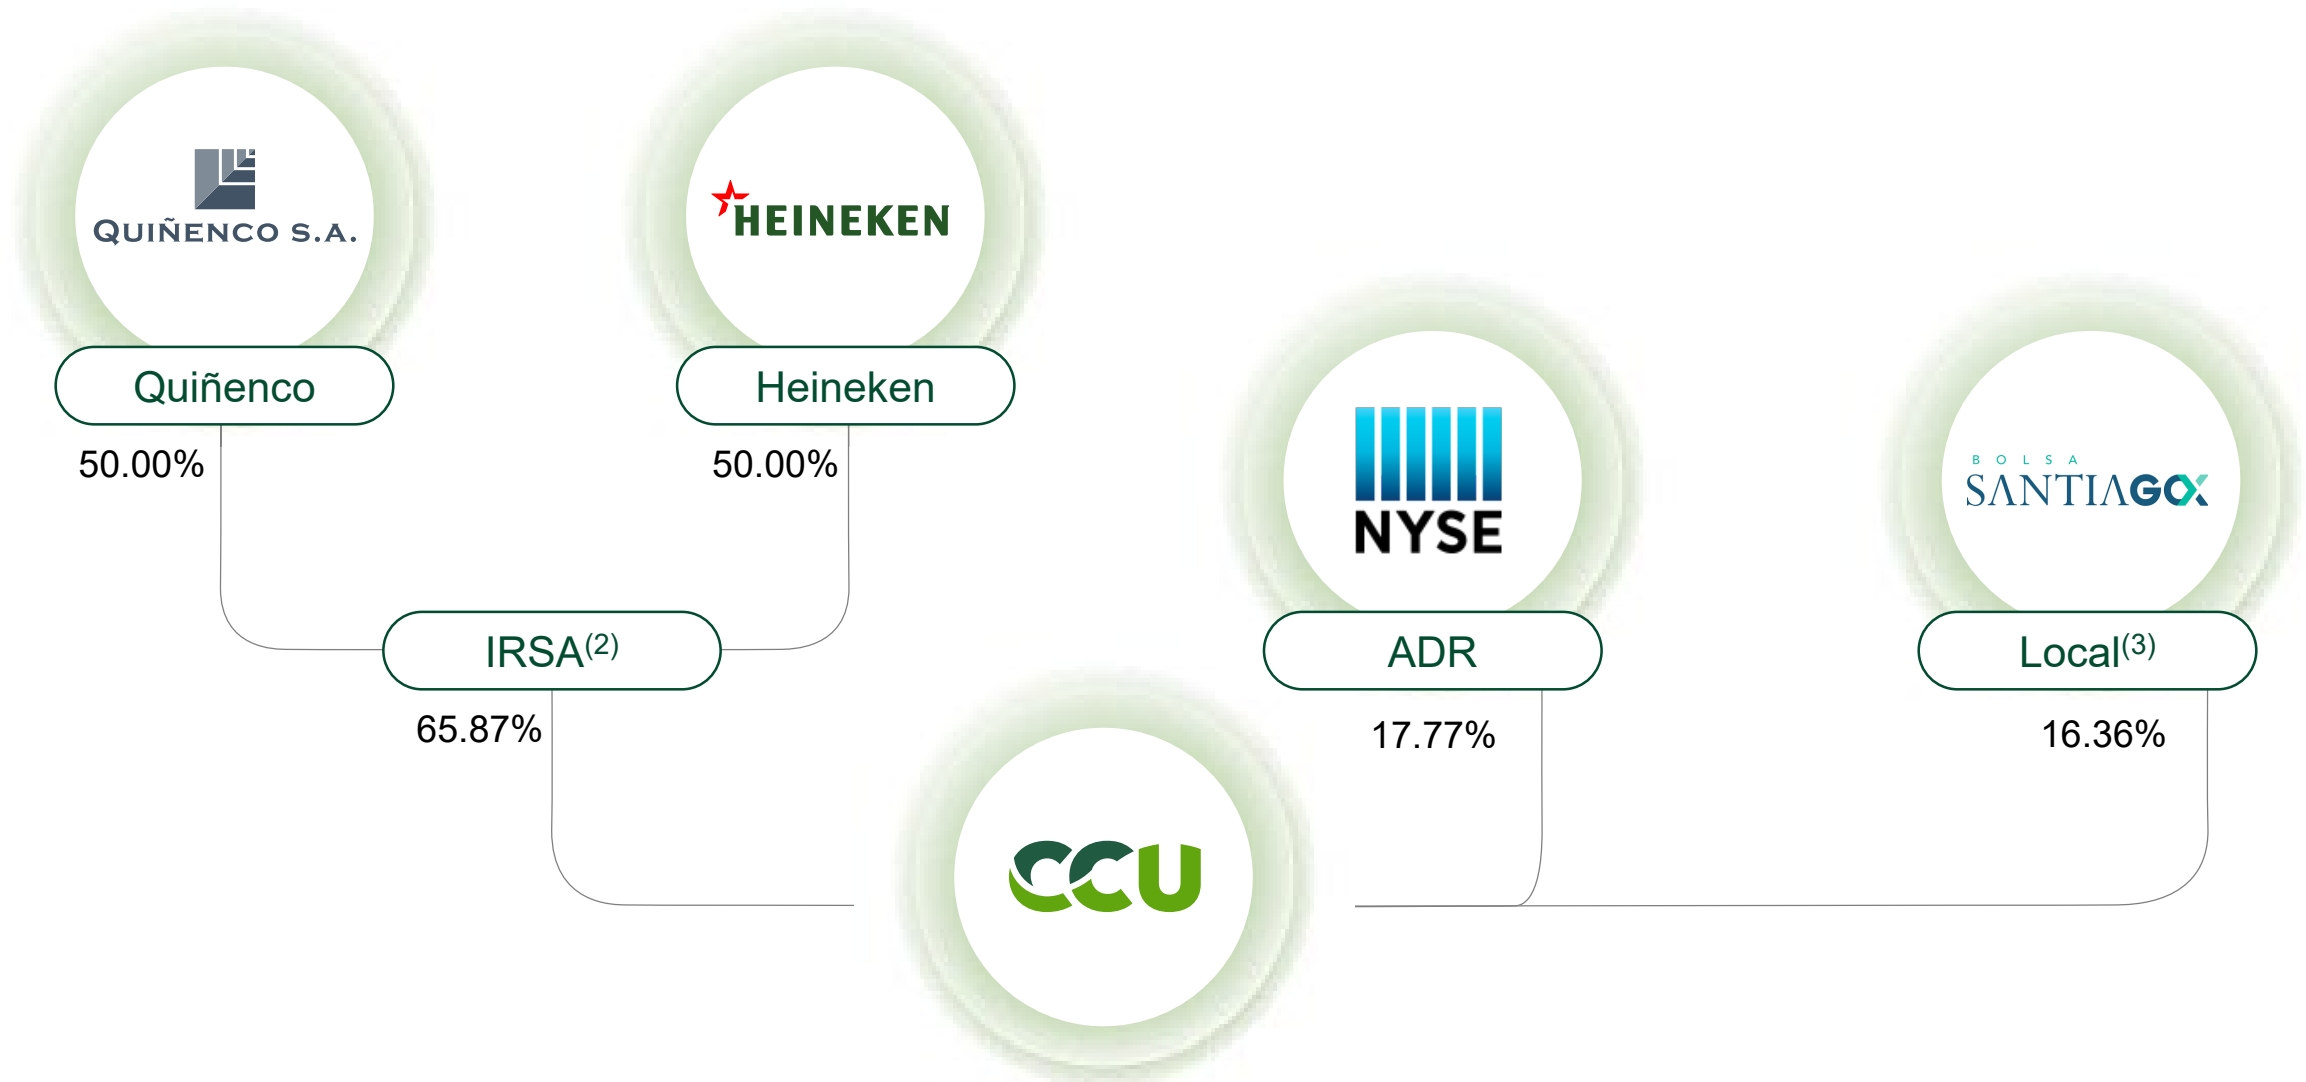 QUIÑENCO S.A.
HEINEKEN
Quiñenco
Heineken
50.00%
50.00%
NYSE
BOLSA
SANTIAGO
IRSA(2)
ADR
Local(3)
65.87%
17.77%
16.36%
CCU